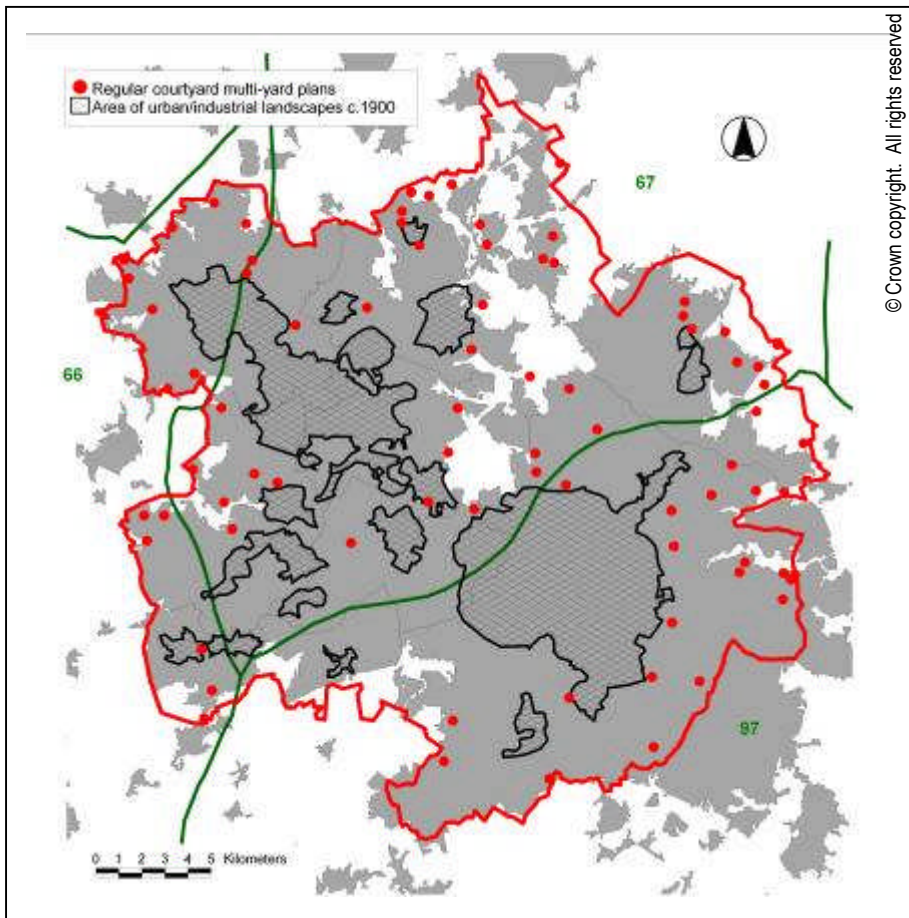 Regular courtyard multi-yard plans
Area of urban/industrial landscapes c.1900
© Crown copyright. All rights reserved
67
66
97
0 1 2 3 4 5 Kilometers